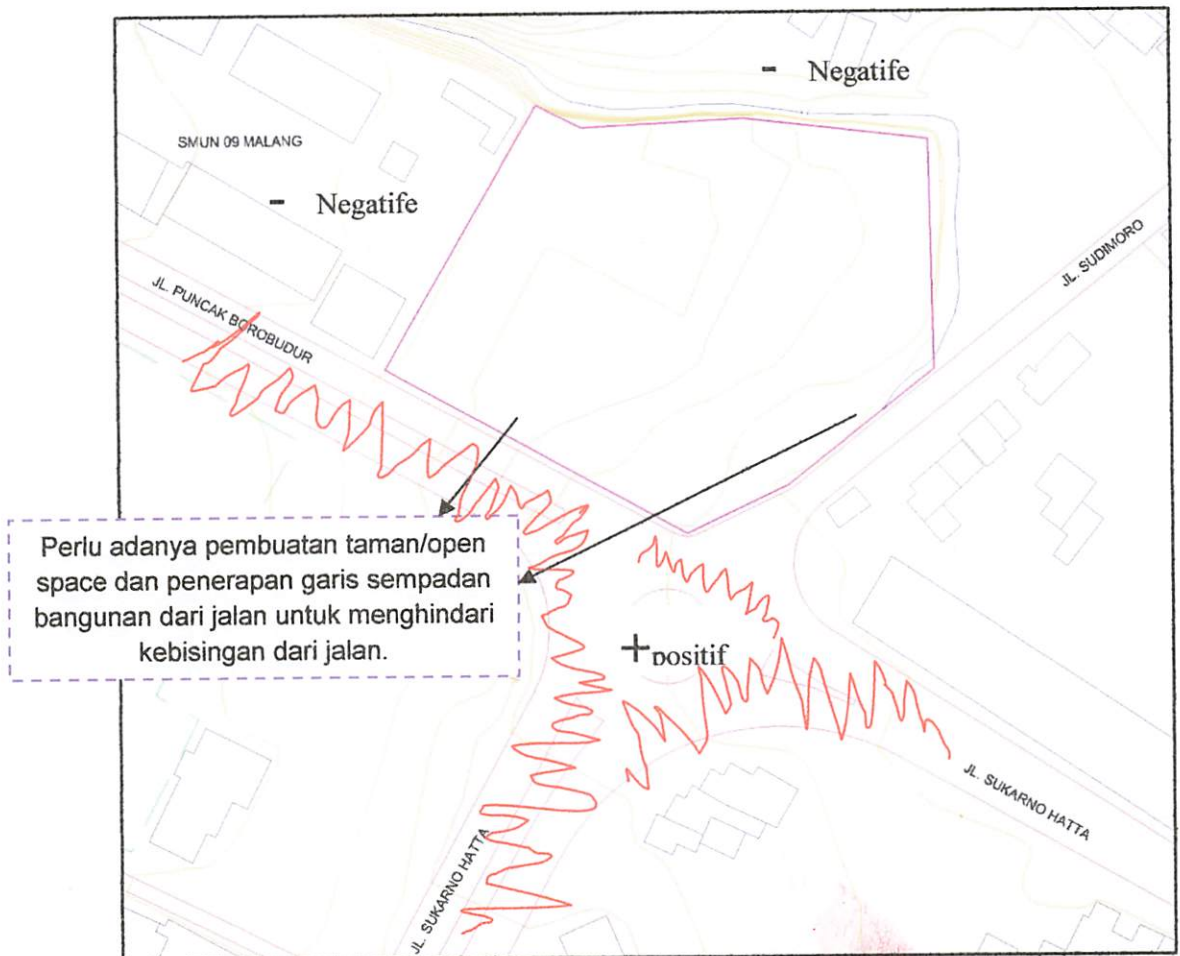 - Negatife
SMUN 09 MALANG
- Negatife
JL. SUDIMORO
JL. PUNCAK BOROBUDUR
Perlu adanya pembuatan taman/open
space dan penerapan garis sempadan
bangunan dari jalan untuk menghindari
kebisingan dari jalan.
+positif
JL. SUKARNO HATTA
JL. SUKARNO HATTA